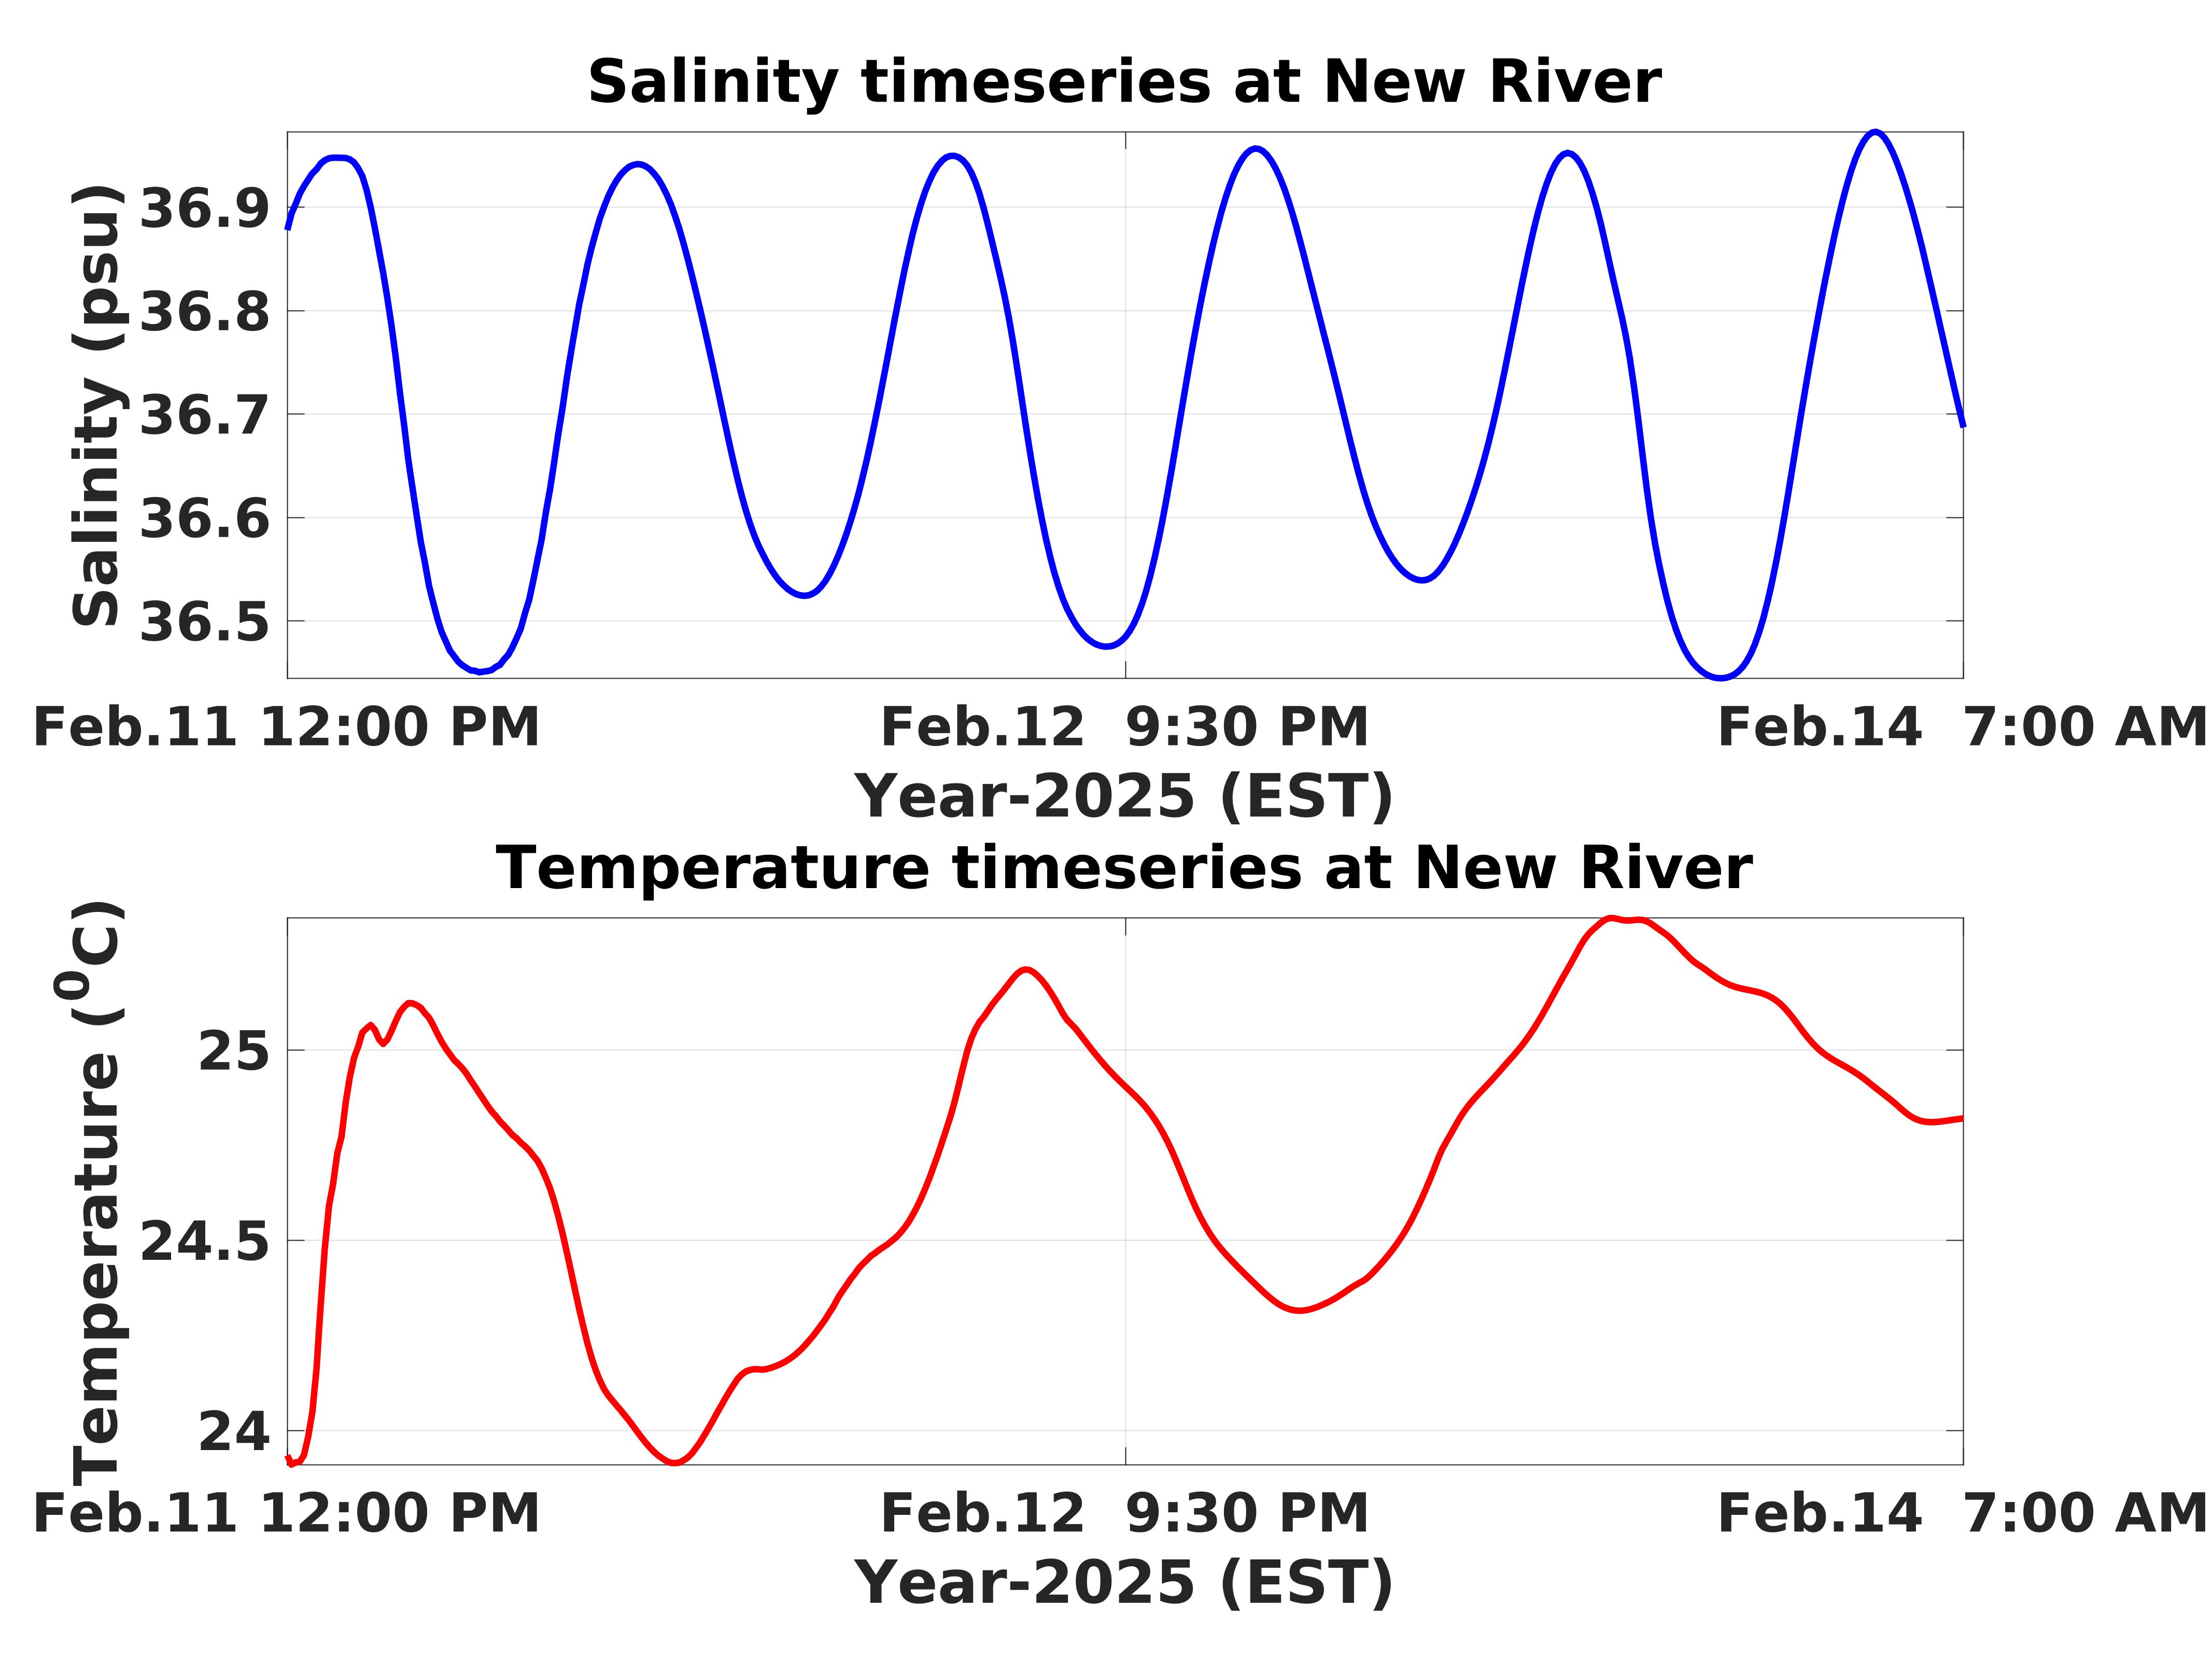 Salinity timeseries at New River
Salinity (psu)
36.9
36.8
36.7
36.6
36.5
Feb.11 12:00 PM Feb.12 9:30 PM Feb.14 7:00 AM
Year-2025 (EST)
Temperature timeseries at New River
Temperature (⁰C)
25
24.5
24
Feb.11 12:00 PM Feb.12 9:30 PM Feb.14 7:00 AM
Year-2025 (EST)